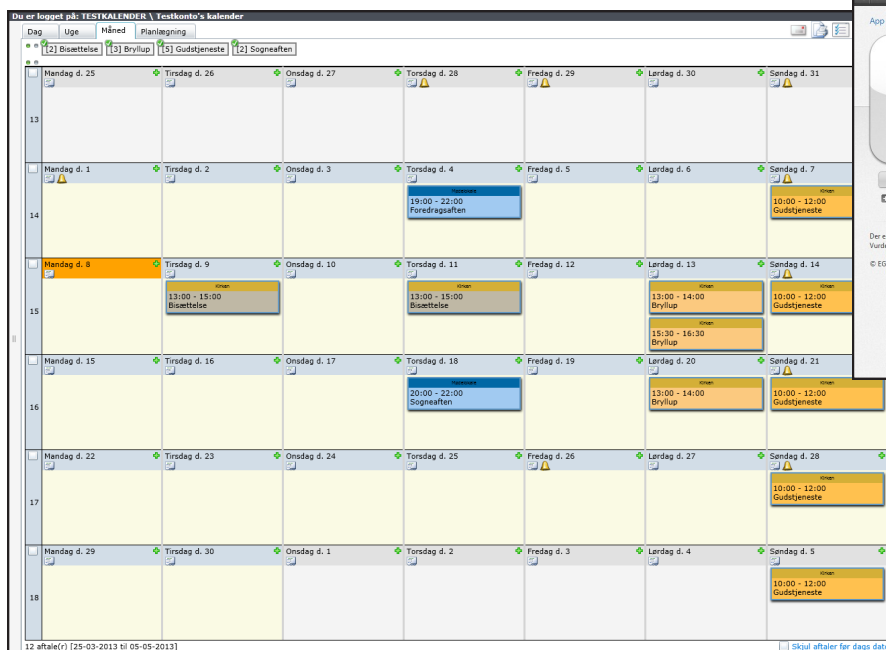 Du er logget på: TESTKALENDER \ Testkonto's kalender
Dag Uge Måned Planlægning
[2] Bisættelse [3] Bryllup [5] Gudstjeneste [2] Sogneaften
App
Mandag d. 25 Tirsdag d. 26 Onsdag d. 27 Torsdag d. 28 Fredag d. 29 Lørdag d. 30 Søndag d. 31
13
Mandag d. 1 Tirsdag d. 2 Onsdag d. 3 Torsdag d. 4 Fredag d. 5 Lørdag d. 6 Søndag d. 7
Kirken
19:00 - 22:00 10:00 - 12:00
Foredragsaften Gudstjeneste
14
Der e
Vurde
© EG
Mandag d. 8 Tirsdag d. 9 Onsdag d. 10 Torsdag d. 11 Fredag d. 12 Lørdag d. 13 Søndag d. 14
Kirken Kirken Kirken Kirken
13:00 - 15:00 13:00 - 15:00 13:00 - 14:00 10:00 - 12:00
Bisættelse Bisættelse Bryllup Gudstjeneste
15
Kirken
15:30 - 16:30
Bryllup
Mandag d. 15 Tirsdag d. 16 Onsdag d. 17 Torsdag d. 18 Fredag d. 19 Lørdag d. 20 Søndag d. 21
Kirken Kirken
20:00 - 22:00 13:00 - 14:00 10:00 - 12:00
Sogneaften Bryllup Gudstjeneste
16
Mandag d. 22 Tirsdag d. 23 Onsdag d. 24 Torsdag d. 25 Fredag d. 26 Lørdag d. 27 Søndag d. 28
Kirken
10:00 - 12:00
Gudstjeneste
17
Mandag d. 29 Tirsdag d. 30 Onsdag d. 1 Torsdag d. 2 Fredag d. 3 Lørdag d. 4 Søndag d. 5
Kirken
10:00 - 12:00
Gudstjeneste
18
12 aftale(r) [25-03-2013 til 05-05-2013] Skjul aftaler før dags dato